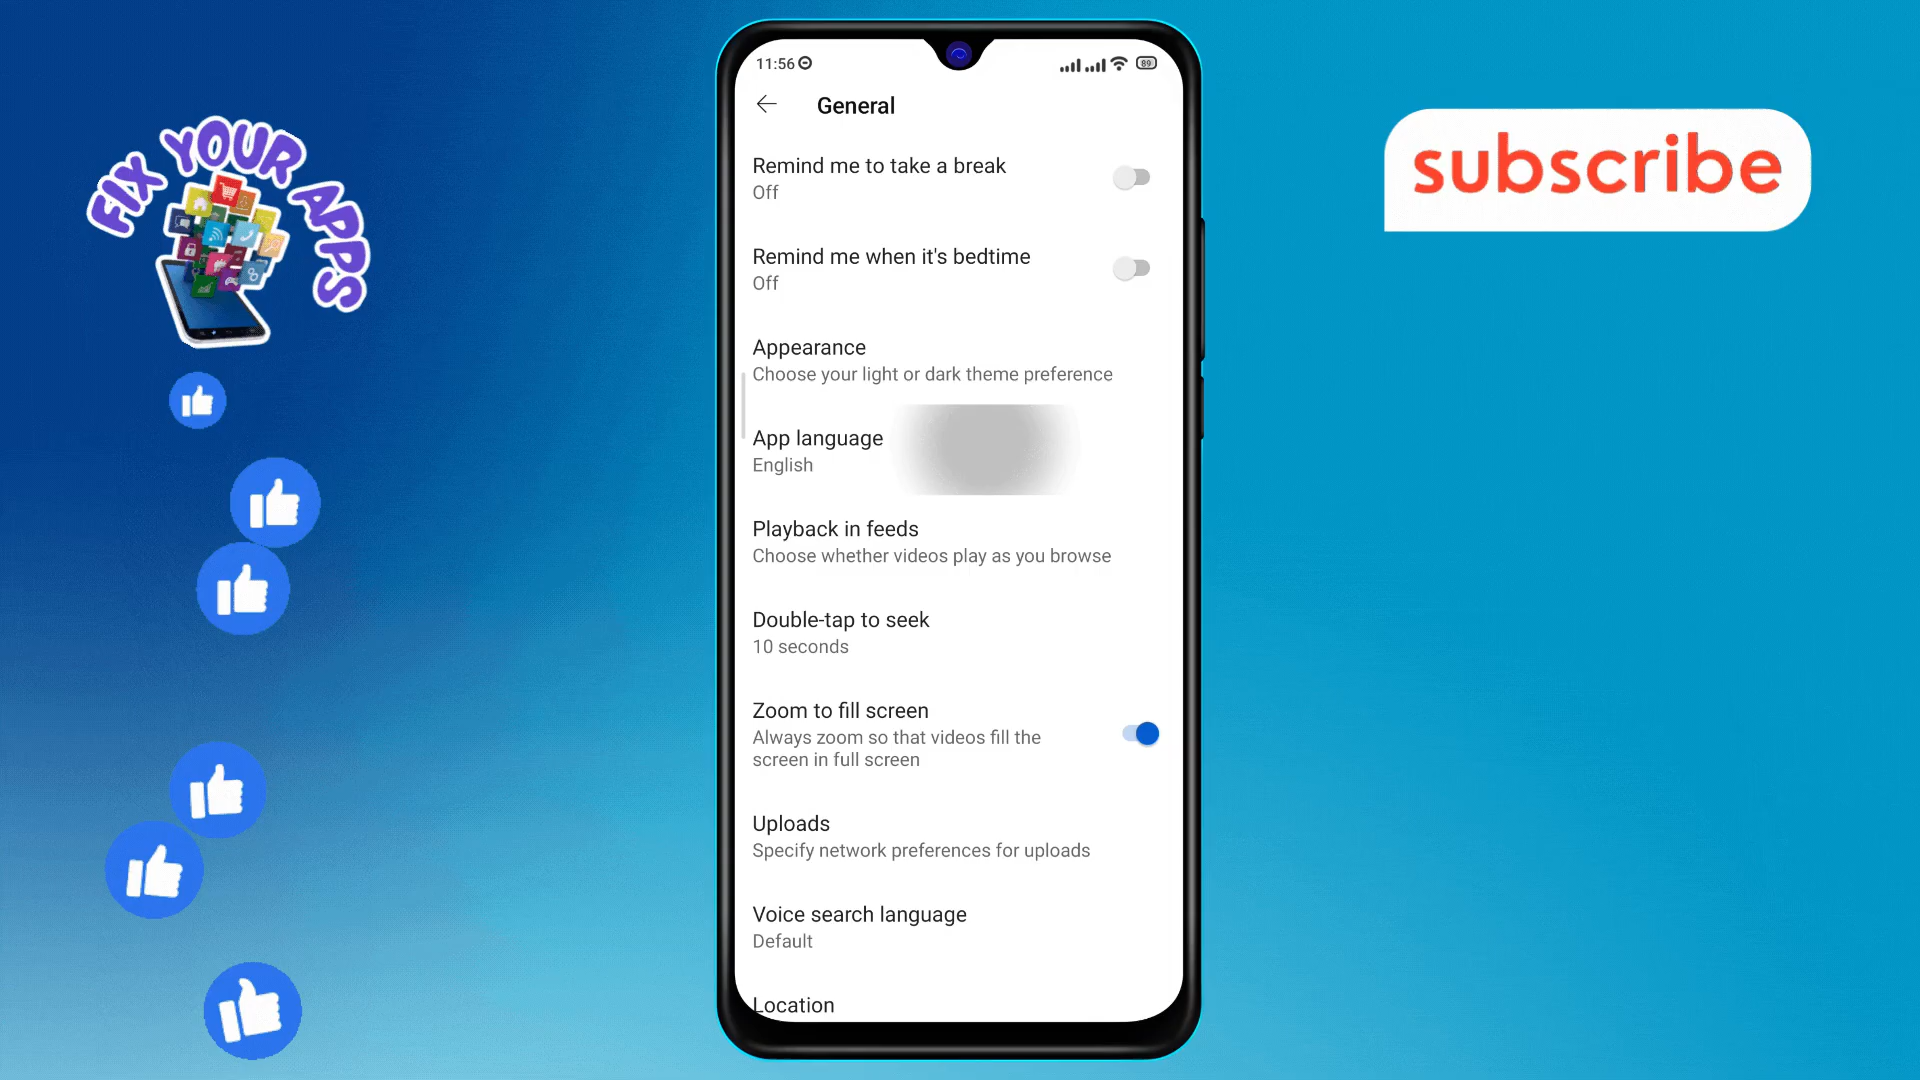 FIX YOUR APPS
subscribe
11:56
89
General
Remind me to take a break
Off
Remind me when it's bedtime
Off
Appearance
Choose your light or dark theme preference
App language
English
Playback in feeds
Choose whether videos play as you browse
Double-tap to seek
10 seconds
Zoom to fill screen
Always zoom so that videos fill the
screen in full screen
Uploads
Specify network preferences for uploads
Voice search language
Default
Location